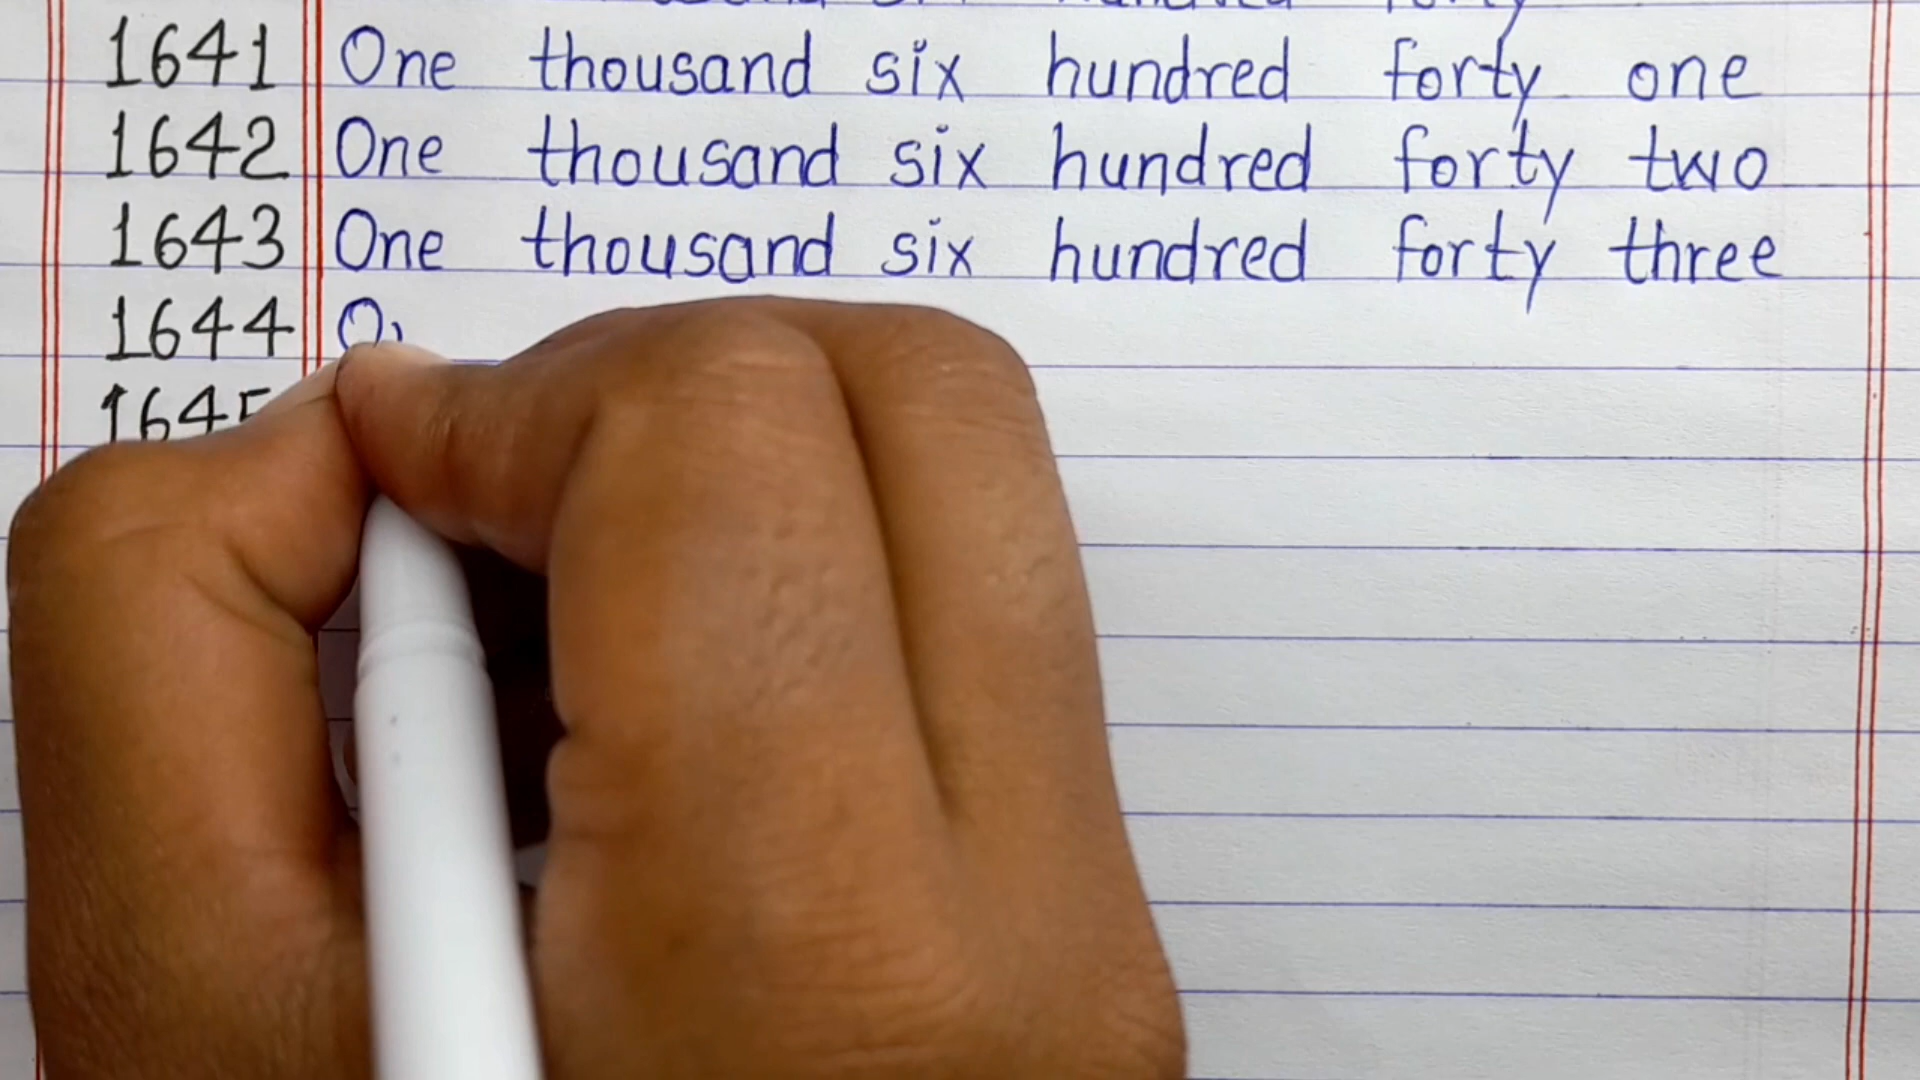 1641 One thousand six hundred forty one
1642 One thousand six hundred forty two
1643 One thousand six hundred forty three
1644
1645